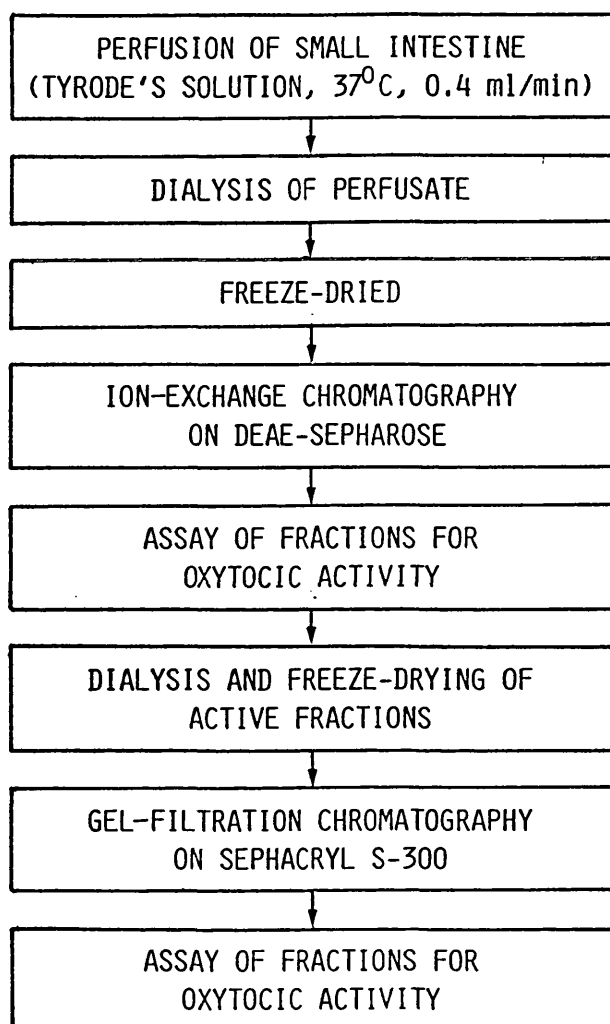 PERFUSION OF SMALL INTESTINE
(TYRODE'S SOLUTION, 37⁰C, 0.4 ml/min)
DIALYSIS OF PERFUSATE
FREEZE-DRIED
ION-EXCHANGE CHROMATOGRAPHY
ON DEAE-SEPHAROSE
ASSAY OF FRACTIONS FOR
OXYTOCIC ACTIVITY
DIALYSIS AND FREEZE-DRYING OF
ACTIVE FRACTIONS
GEL-FILTRATION CHROMATOGRAPHY
ON SEPHACRYL S-300
ASSAY OF FRACTIONS FOR
OXYTOCIC ACTIVITY